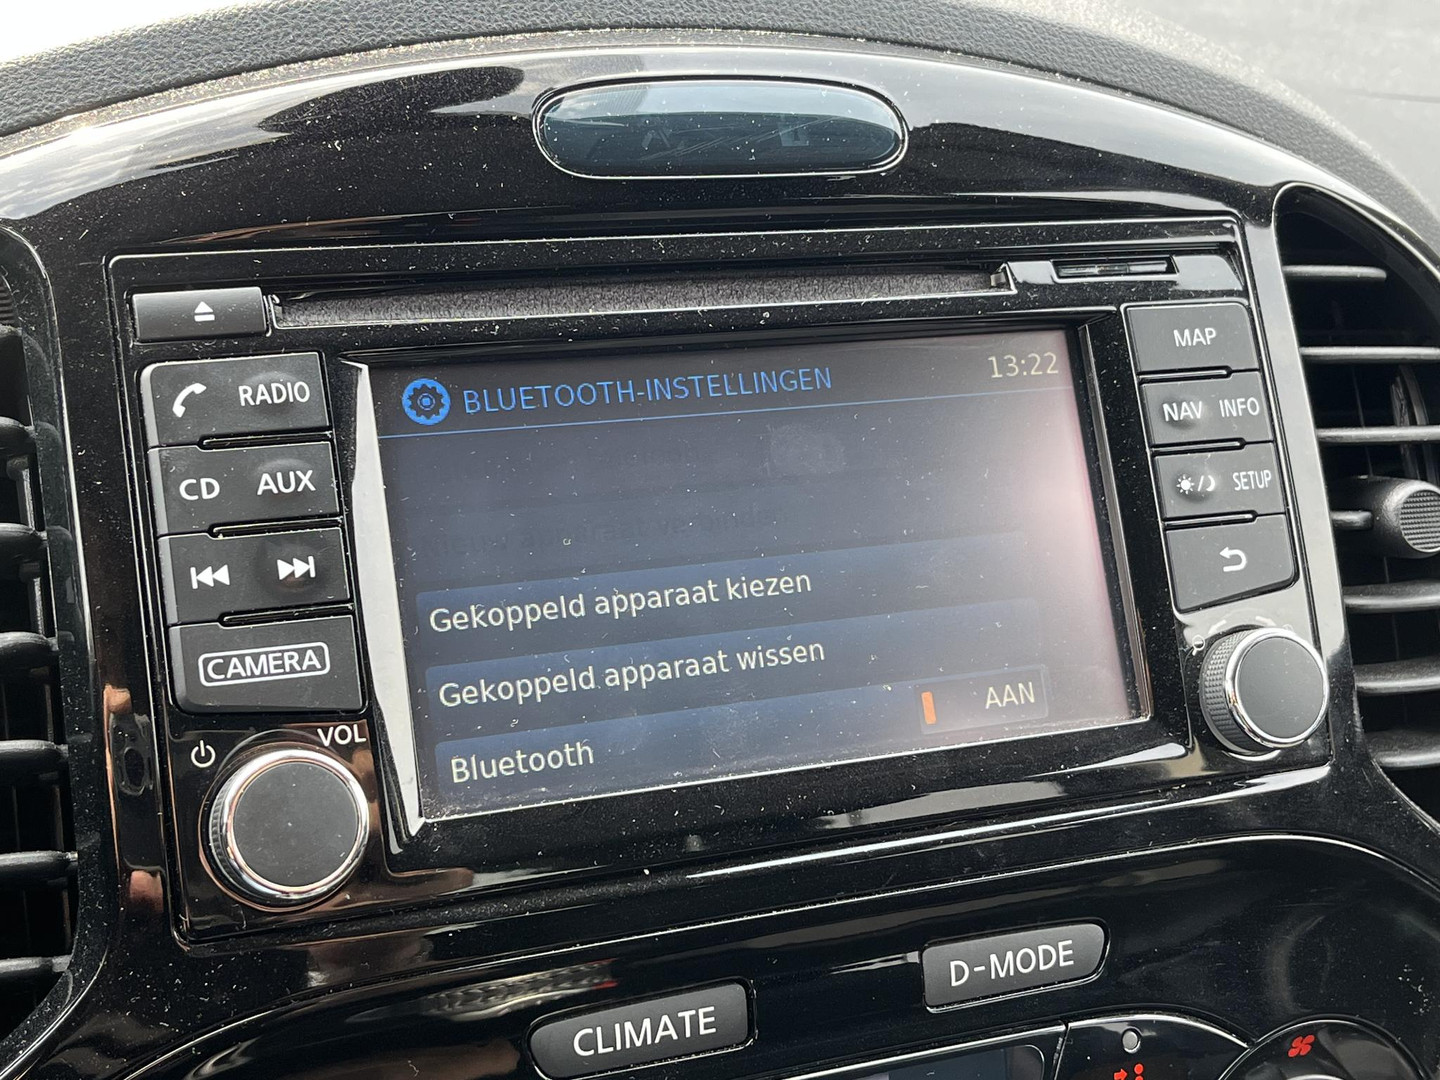 RADIO
CD AUX
CAMERA
VOL
BLUETOOTH-INSTELLINGEN 13:22
Gekoppeld apparaat kiezen
Gekoppeld apparaat wissen
Bluetooth AAN
MAP
NAV INFO
SETUP
CLIMATE
D-MODE